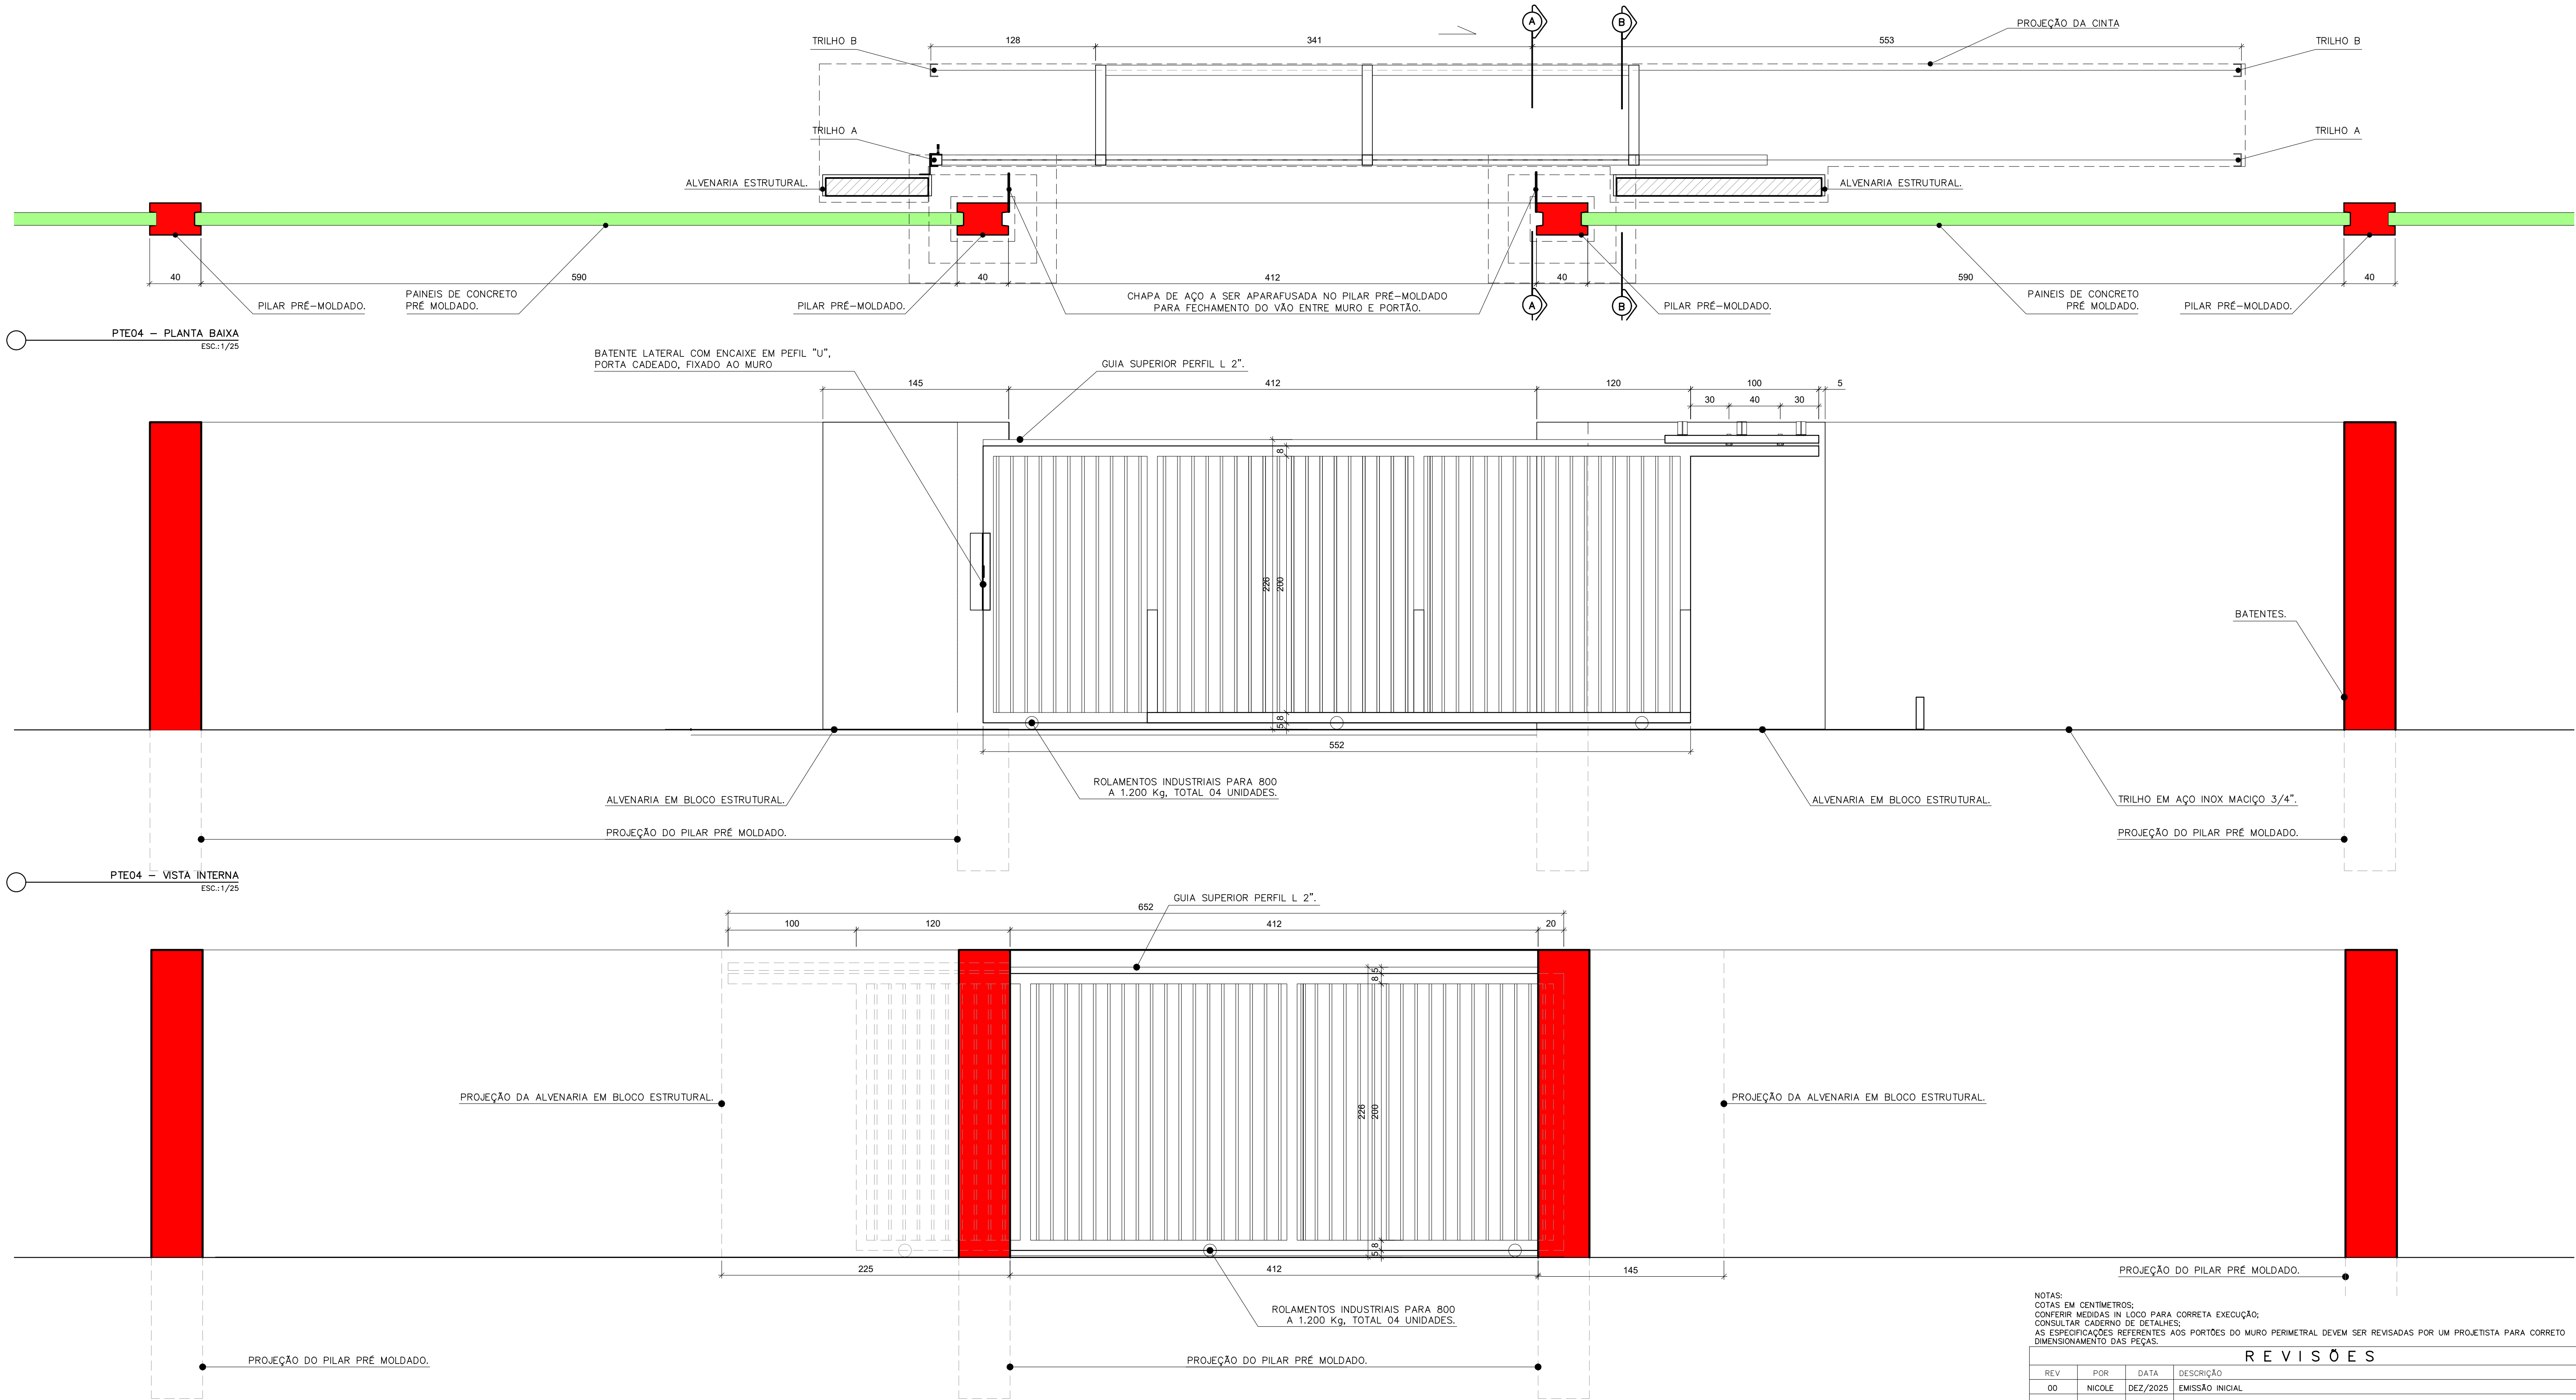 A
B
PROJEÇÃO DA CINTA
TRILHO B
128
341
553
TRILHO B
TRILHO A
TRILHO A
ALVENARIA ESTRUTURAL.
ALVENARIA ESTRUTURAL.
40
590
40
412
40
590
40
PILAR PRÉ-MOLDADO.
PAINEIS DE CONCRETO
PRÉ MOLDADO.
PILAR PRÉ-MOLDADO.
CHAPA DE AÇO A SER APARAFUSADA NO PILAR PRÉ-MOLDADO
PARA FECHAMENTO DO VÃO ENTRE MURO E PORTÃO.
A
B
PILAR PRÉ-MOLDADO.
PAINEIS DE CONCRETO
PRÉ MOLDADO.
PILAR PRÉ-MOLDADO.
PTE04 - PLANTA BAIXA
ESC.:1/25
BATENTE LATERAL COM ENCAIXE EM PEFIL "U",
PORTA CADEADO, FIXADO AO MURO
GUIA SUPERIOR PERFIL L 2".
145
412
120
100
5
30
40
30
8
226
200
5,8
552
BATENTES.
ROLAMENTOS INDUSTRIAIS PARA 800
A 1.200 Kg, TOTAL 04 UNIDADES.
ALVENARIA EM BLOCO ESTRUTURAL.
ALVENARIA EM BLOCO ESTRUTURAL.
TRILHO EM AÇO INOX MACIÇO 3/4".
PROJEÇÃO DO PILAR PRÉ MOLDADO.
PROJEÇÃO DO PILAR PRÉ MOLDADO.
PTE04 - VISTA INTERNA
ESC.:1/25
GUIA SUPERIOR PERFIL L 2".
652
100
120
412
20
8,5
226
200
5,8
PROJEÇÃO DA ALVENARIA EM BLOCO ESTRUTURAL.
PROJEÇÃO DA ALVENARIA EM BLOCO ESTRUTURAL.
225
412
145
PROJEÇÃO DO PILAR PRÉ MOLDADO.
ROLAMENTOS INDUSTRIAIS PARA 800
A 1.200 Kg, TOTAL 04 UNIDADES.
PROJEÇÃO DO PILAR PRÉ MOLDADO.
PROJEÇÃO DO PILAR PRÉ MOLDADO.
NOTAS:
COTAS EM CENTÍMETROS;
CONFERIR MEDIDAS IN LOCO PARA CORRETA EXECUÇÃO;
CONSULTAR CADERNO DE DETALHES;
AS ESPECIFICAÇÕES REFERENTES AOS PORTÕES DO MURO PERIMETRAL DEVEM SER REVISADAS POR UM PROJETISTA PARA CORRETO
DIMENSIONAMENTO DAS PEÇAS.
REVISÕES
REV POR DATA DESCRIÇÃO
00 NICOLE DEZ/2025 EMISSÃO INICIAL